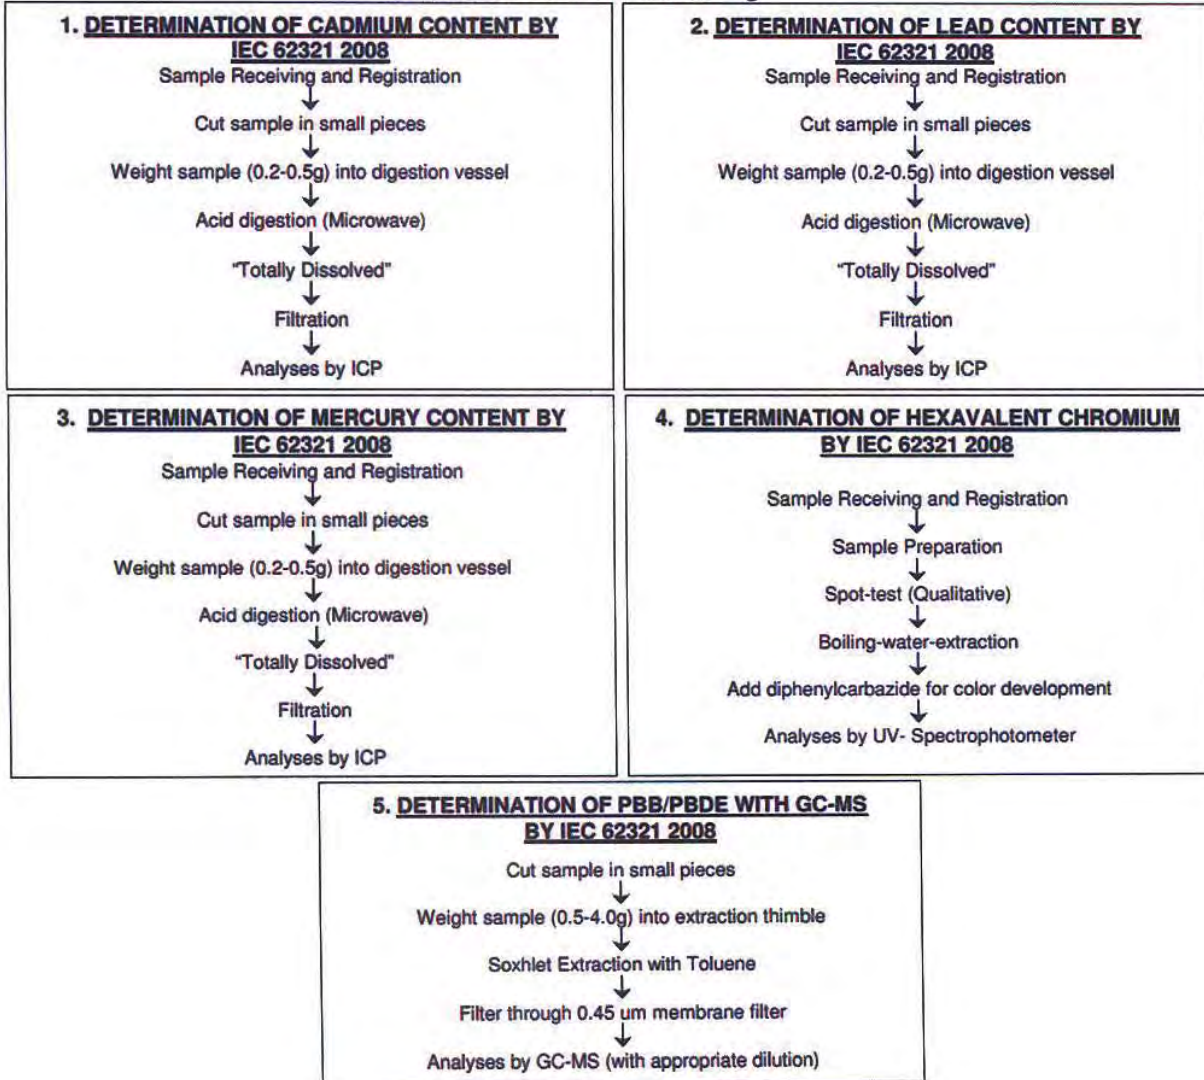 1. DETERMINATION OF CADMIUM CONTENT BY
IEC 62321 2008
Sample Receiving and Registration
Cut sample in small pieces
Weight sample (0.2-0.5g) into digestion vessel
Acid digestion (Microwave)
"Totally Dissolved"
Filtration
Analyses by ICP
2. DETERMINATION OF LEAD CONTENT BY
IEC 62321 2008
Sample Receiving and Registration
Cut sample in small pieces
Weight sample (0.2-0.5g) into digestion vessel
Acid digestion (Microwave)
"Totally Dissolved"
Filtration
Analyses by ICP
3. DETERMINATION OF MERCURY CONTENT BY
IEC 62321 2008
Sample Receiving and Registration
Cut sample in small pieces
Weight sample (0.2-0.5g) into digestion vessel
Acid digestion (Microwave)
"Totally Dissolved"
Filtration
Analyses by ICP
4. DETERMINATION OF HEXAVALENT CHROMIUM
BY IEC 62321 2008
Sample Receiving and Registration
Sample Preparation
Spot-test (Qualitative)
Boiling-water-extraction
Add diphenylcarbazide for color development
Analyses by UV- Spectrophotometer
5. DETERMINATION OF PBB/PBDE WITH GC-MS
BY IEC 62321 2008
Cut sample in small pieces
Weight sample (0.5-4.0g) into extraction thimble
Soxhlet Extraction with Toluene
Filter through 0.45 um membrane filter
Analyses by GC-MS (with appropriate dilution)